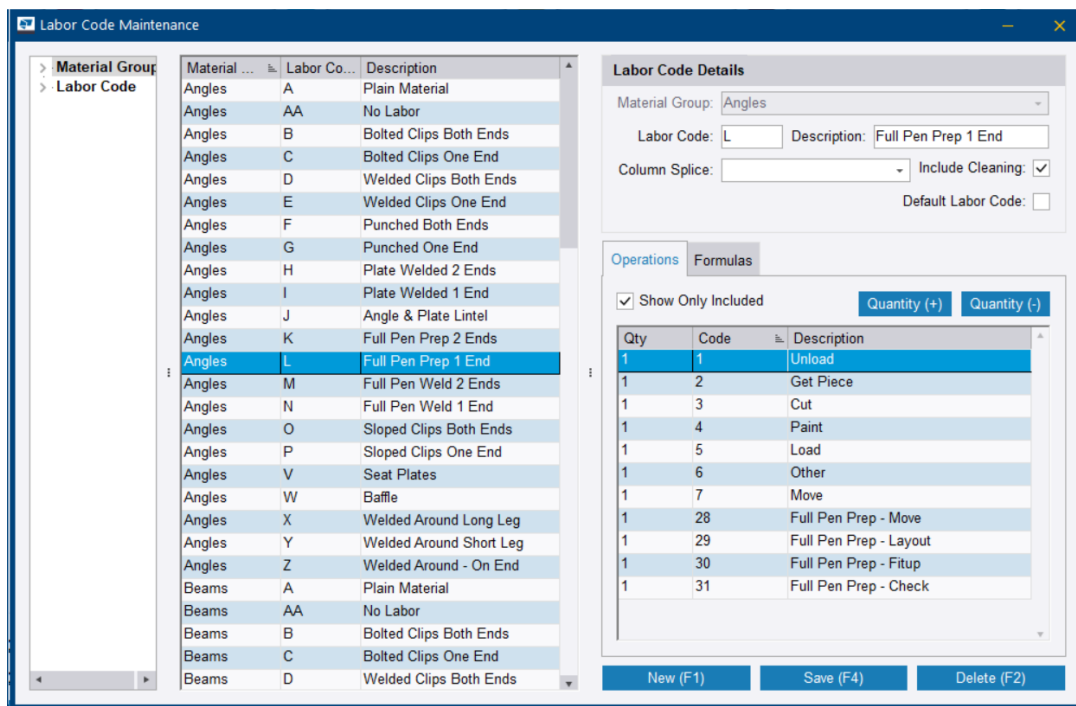 Labor Code Maintenance
Material Group
Labor Code
Material ... Labor Co... Description
Angles A Plain Material
Angles AA No Labor
Angles B Bolted Clips Both Ends
Angles C Bolted Clips One End
Angles D Welded Clips Both Ends
Angles E Welded Clips One End
Angles F Punched Both Ends
Angles G Punched One End
Angles H Plate Welded 2 Ends
Angles I Plate Welded 1 End
Angles J Angle & Plate Lintel
Angles K Full Pen Prep 2 Ends
Angles L Full Pen Prep 1 End
Angles M Full Pen Weld 2 Ends
Angles N Full Pen Weld 1 End
Angles O Sloped Clips Both Ends
Angles P Sloped Clips One End
Angles V Seat Plates
Angles W Baffle
Angles X Welded Around Long Leg
Angles Y Welded Around Short Leg
Angles Z Welded Around - On End
Beams A Plain Material
Beams AA No Labor
Beams B Bolted Clips Both Ends
Beams C Bolted Clips One End
Beams D Welded Clips Both Ends
Labor Code Details
Material Group: Angles
Labor Code: L Description: Full Pen Prep 1 End
Column Splice: Include Cleaning:
Default Labor Code:
Operations Formulas
Show Only Included Quantity (+) Quantity (-)
Qty Code Description
1 1 Unload
1 2 Get Piece
1 3 Cut
1 4 Paint
1 5 Load
1 6 Other
1 7 Move
1 28 Full Pen Prep - Move
1 29 Full Pen Prep - Layout
1 30 Full Pen Prep - Fitup
1 31 Full Pen Prep - Check
New (F1) Save (F4) Delete (F2)